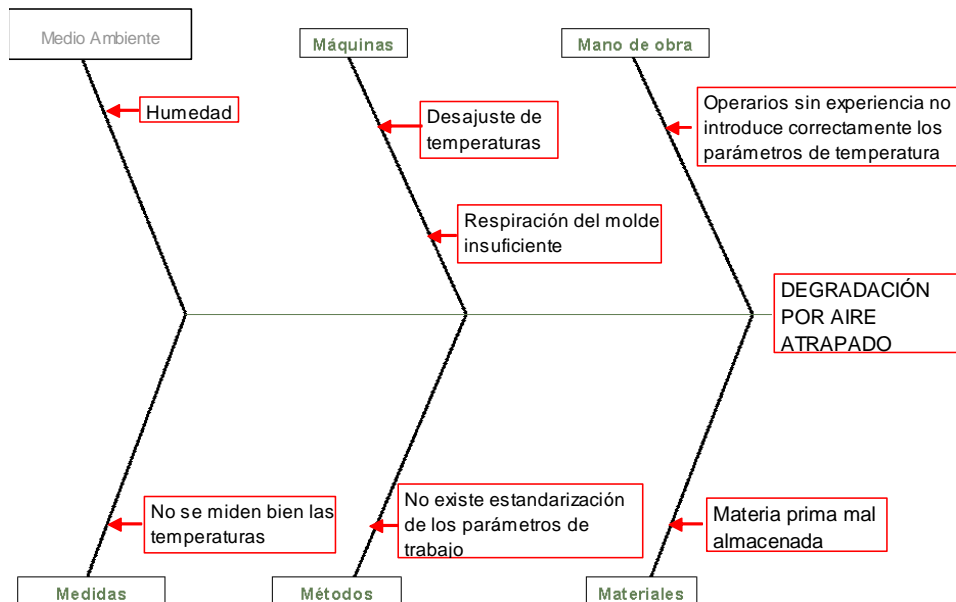 Medio Ambiente
Máquinas
Mano de obra
Humedad
Desajuste de
temperaturas
Operarios sin experiencia no
introduce correctamente los
parámetros de temperatura
Respiración del molde
insuficiente
DEGRADACIÓN
POR AIRE
ATRAPADO
No se miden bien las
temperaturas
No existe estandarización
de los parámetros de
trabajo
Materia prima mal
almacenada
Medidas
Métodos
Materiales